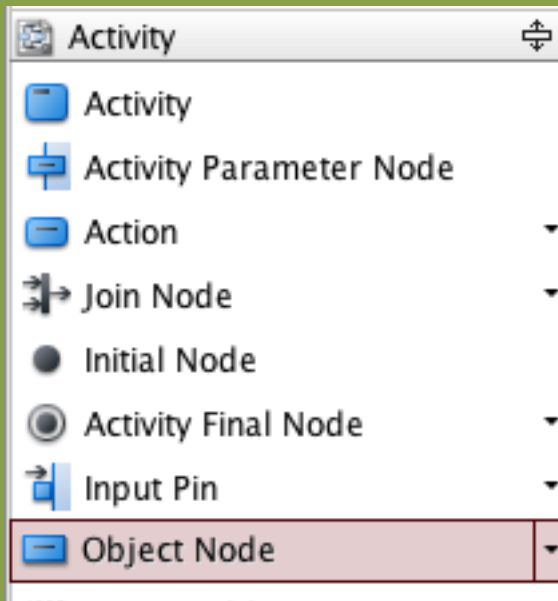 Activity
Activity
Activity Parameter Node
Action
Join Node
Initial Node
Activity Final Node
Input Pin
Object Node